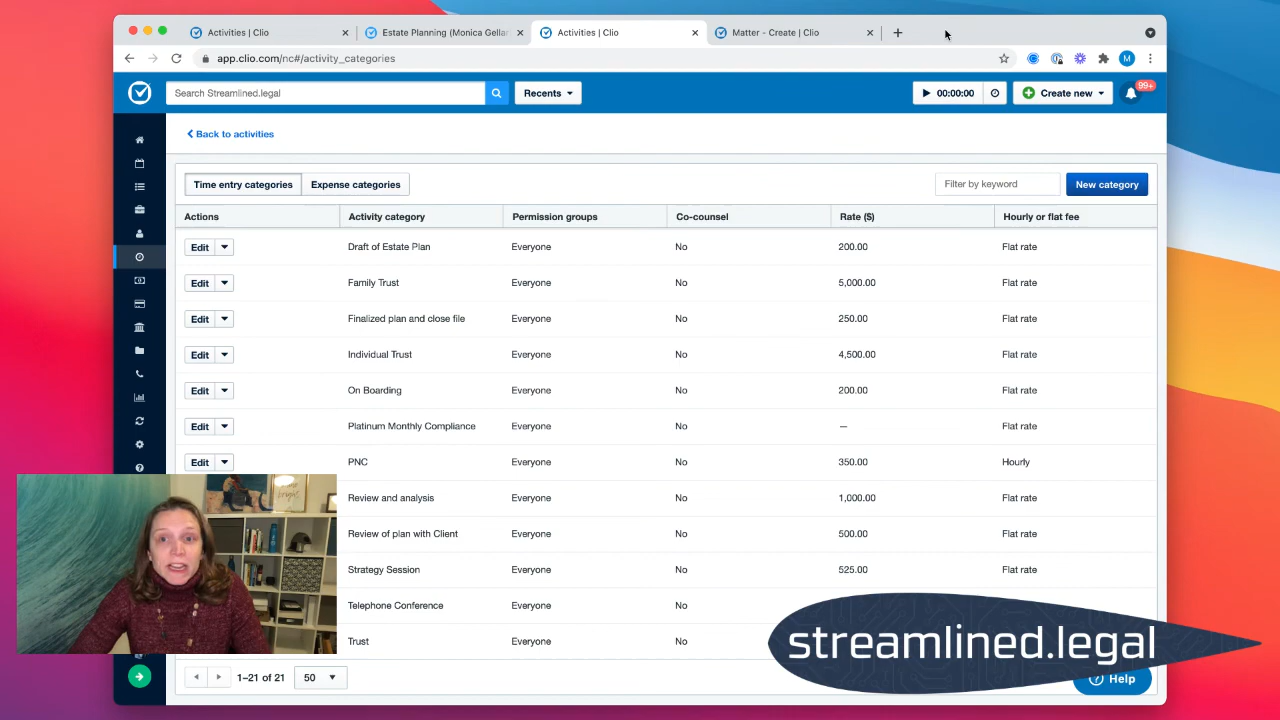 Activities | Clio
Estate Planning (Monica Gellar
Activities | Clio
Matter - Create | Clio
app.clio.com/nc#/activity_categories
M
Search Streamlined.legal
Recents
00:00:00
Create new
99+
Back to activities
Time entry categories
Expense categories
Filter by keyword
New category
Actions
Activity category
Permission groups
Co-counsel
Rate ($)
Hourly or flat fee
Edit Draft of Estate Plan Everyone No 200.00 Flat rate
Edit Family Trust Everyone No 5,000.00 Flat rate
Edit Finalized plan and close file Everyone No 250.00 Flat rate
Edit Individual Trust Everyone No 4,500.00 Flat rate
Edit On Boarding Everyone No 200.00 Flat rate
Edit Platinum Monthly Compliance Everyone No — Flat rate
Edit PNC Everyone No 350.00 Hourly
Review and analysis Everyone No 1,000.00 Flat rate
Review of plan with Client Everyone No 500.00 Flat rate
Strategy Session Everyone No 525.00 Flat rate
Telephone Conference Everyone No
Trust Everyone No
streamlined.legal
1–21 of 21
50
Help